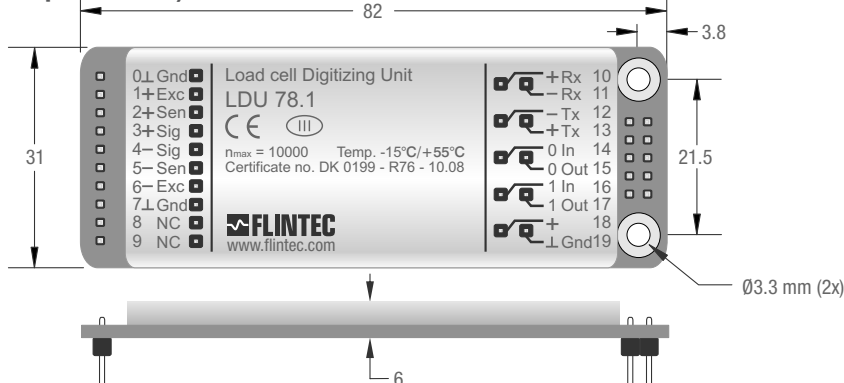 82
3.8
31
0⊥ Gnd
1+ Exc
2+ Sen
3+ Sig
4– Sig
5– Sen
6– Exc
7⊥ Gnd
8 NC
9 NC
Load cell Digitizing Unit
LDU 78.1
CE III
nmax = 10000 Temp. -15°C/+55°C
Certificate no. DK 0199 - R76 - 10.08
FLINTEC
www.flintec.com
+ Rx 10
– Rx 11
– Tx 12
+ Tx 13
0 In 14
0 Out 15
1 In 16
1 Out 17
+ 18
⊥ Gnd 19
21.5
Ø3.3 mm (2x)
6